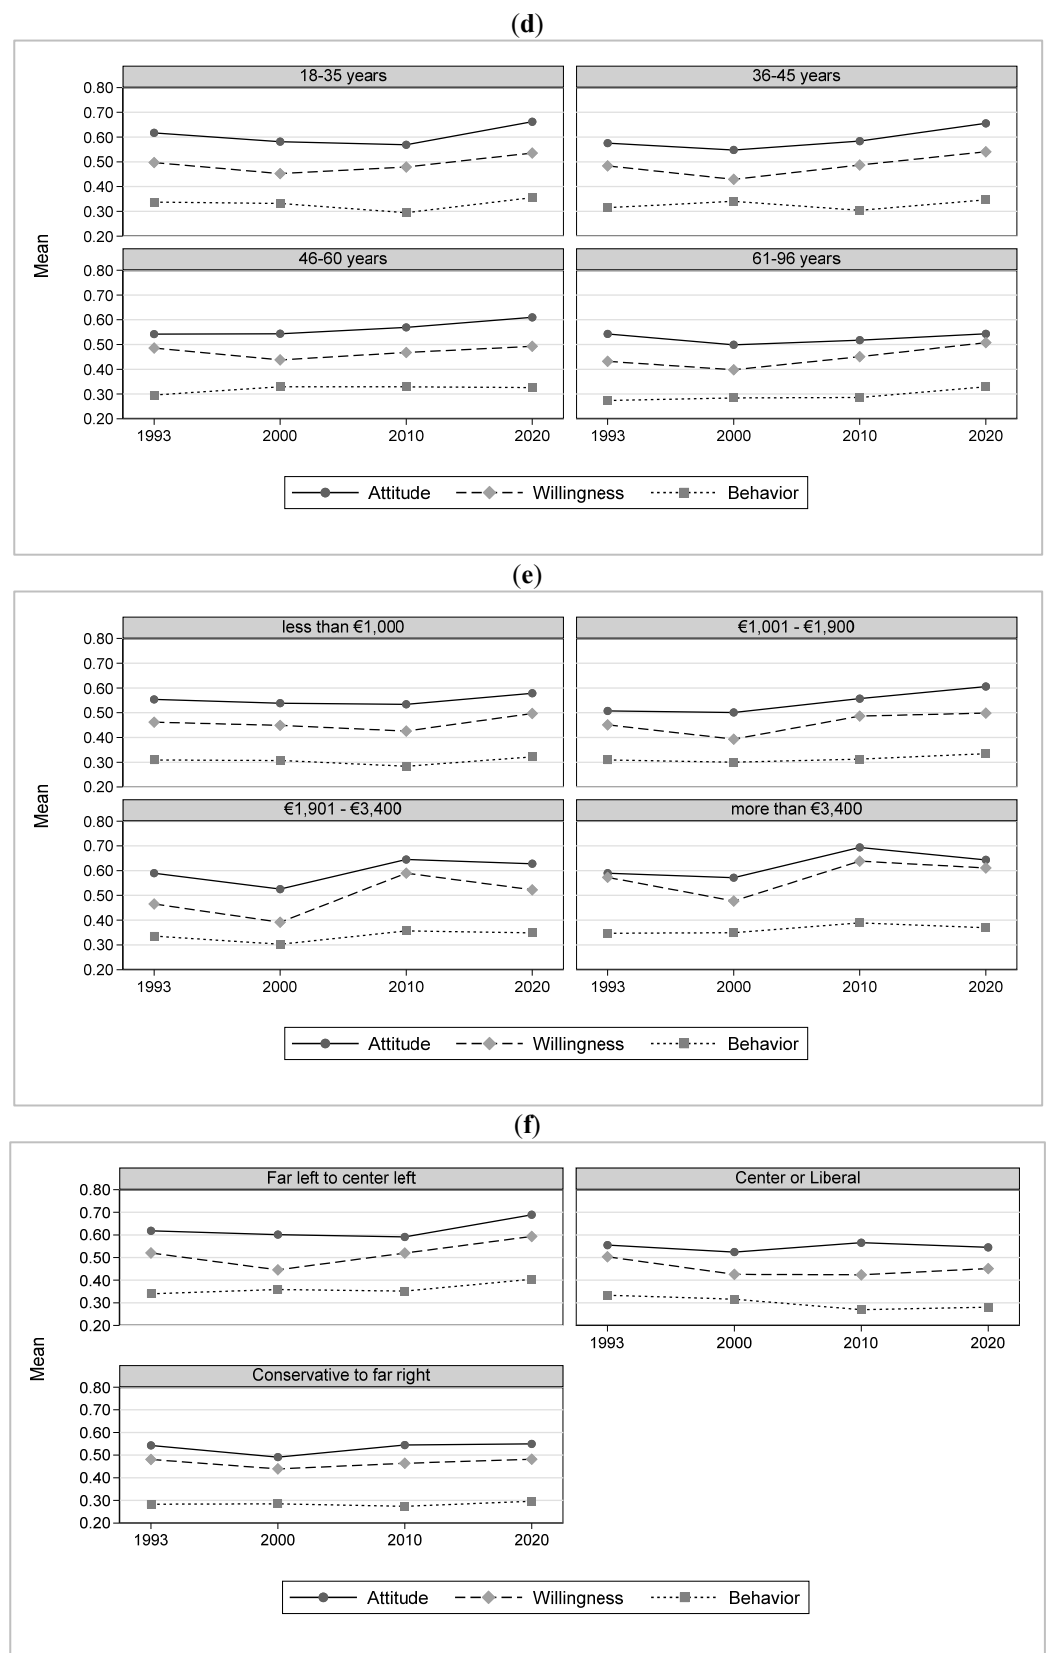 (d)
18-35 years 36-45 years
0.80
0.70
0.60
0.50
0.40
0.30
0.20
46-60 years 61-96 years
0.80
0.70
0.60
0.50
0.40
0.30
0.20
Mean
1993 2000 2010 2020 1993 2000 2010 2020
Attitude Willingness Behavior
(e)
less than €1,000 €1,001 - €1,900
0.80
0.70
0.60
0.50
0.40
0.30
0.20
€1,901 - €3,400 more than €3,400
0.80
0.70
0.60
0.50
0.40
0.30
0.20
Mean
1993 2000 2010 2020 1993 2000 2010 2020
Attitude Willingness Behavior
(f)
Far left to center left Center or Liberal
0.80
0.70
0.60
0.50
0.40
0.30
0.20
1993 2000 2010 2020
Mean
Conservative to far right
0.80
0.70
0.60
0.50
0.40
0.30
0.20
1993 2000 2010 2020
Attitude Willingness Behavior